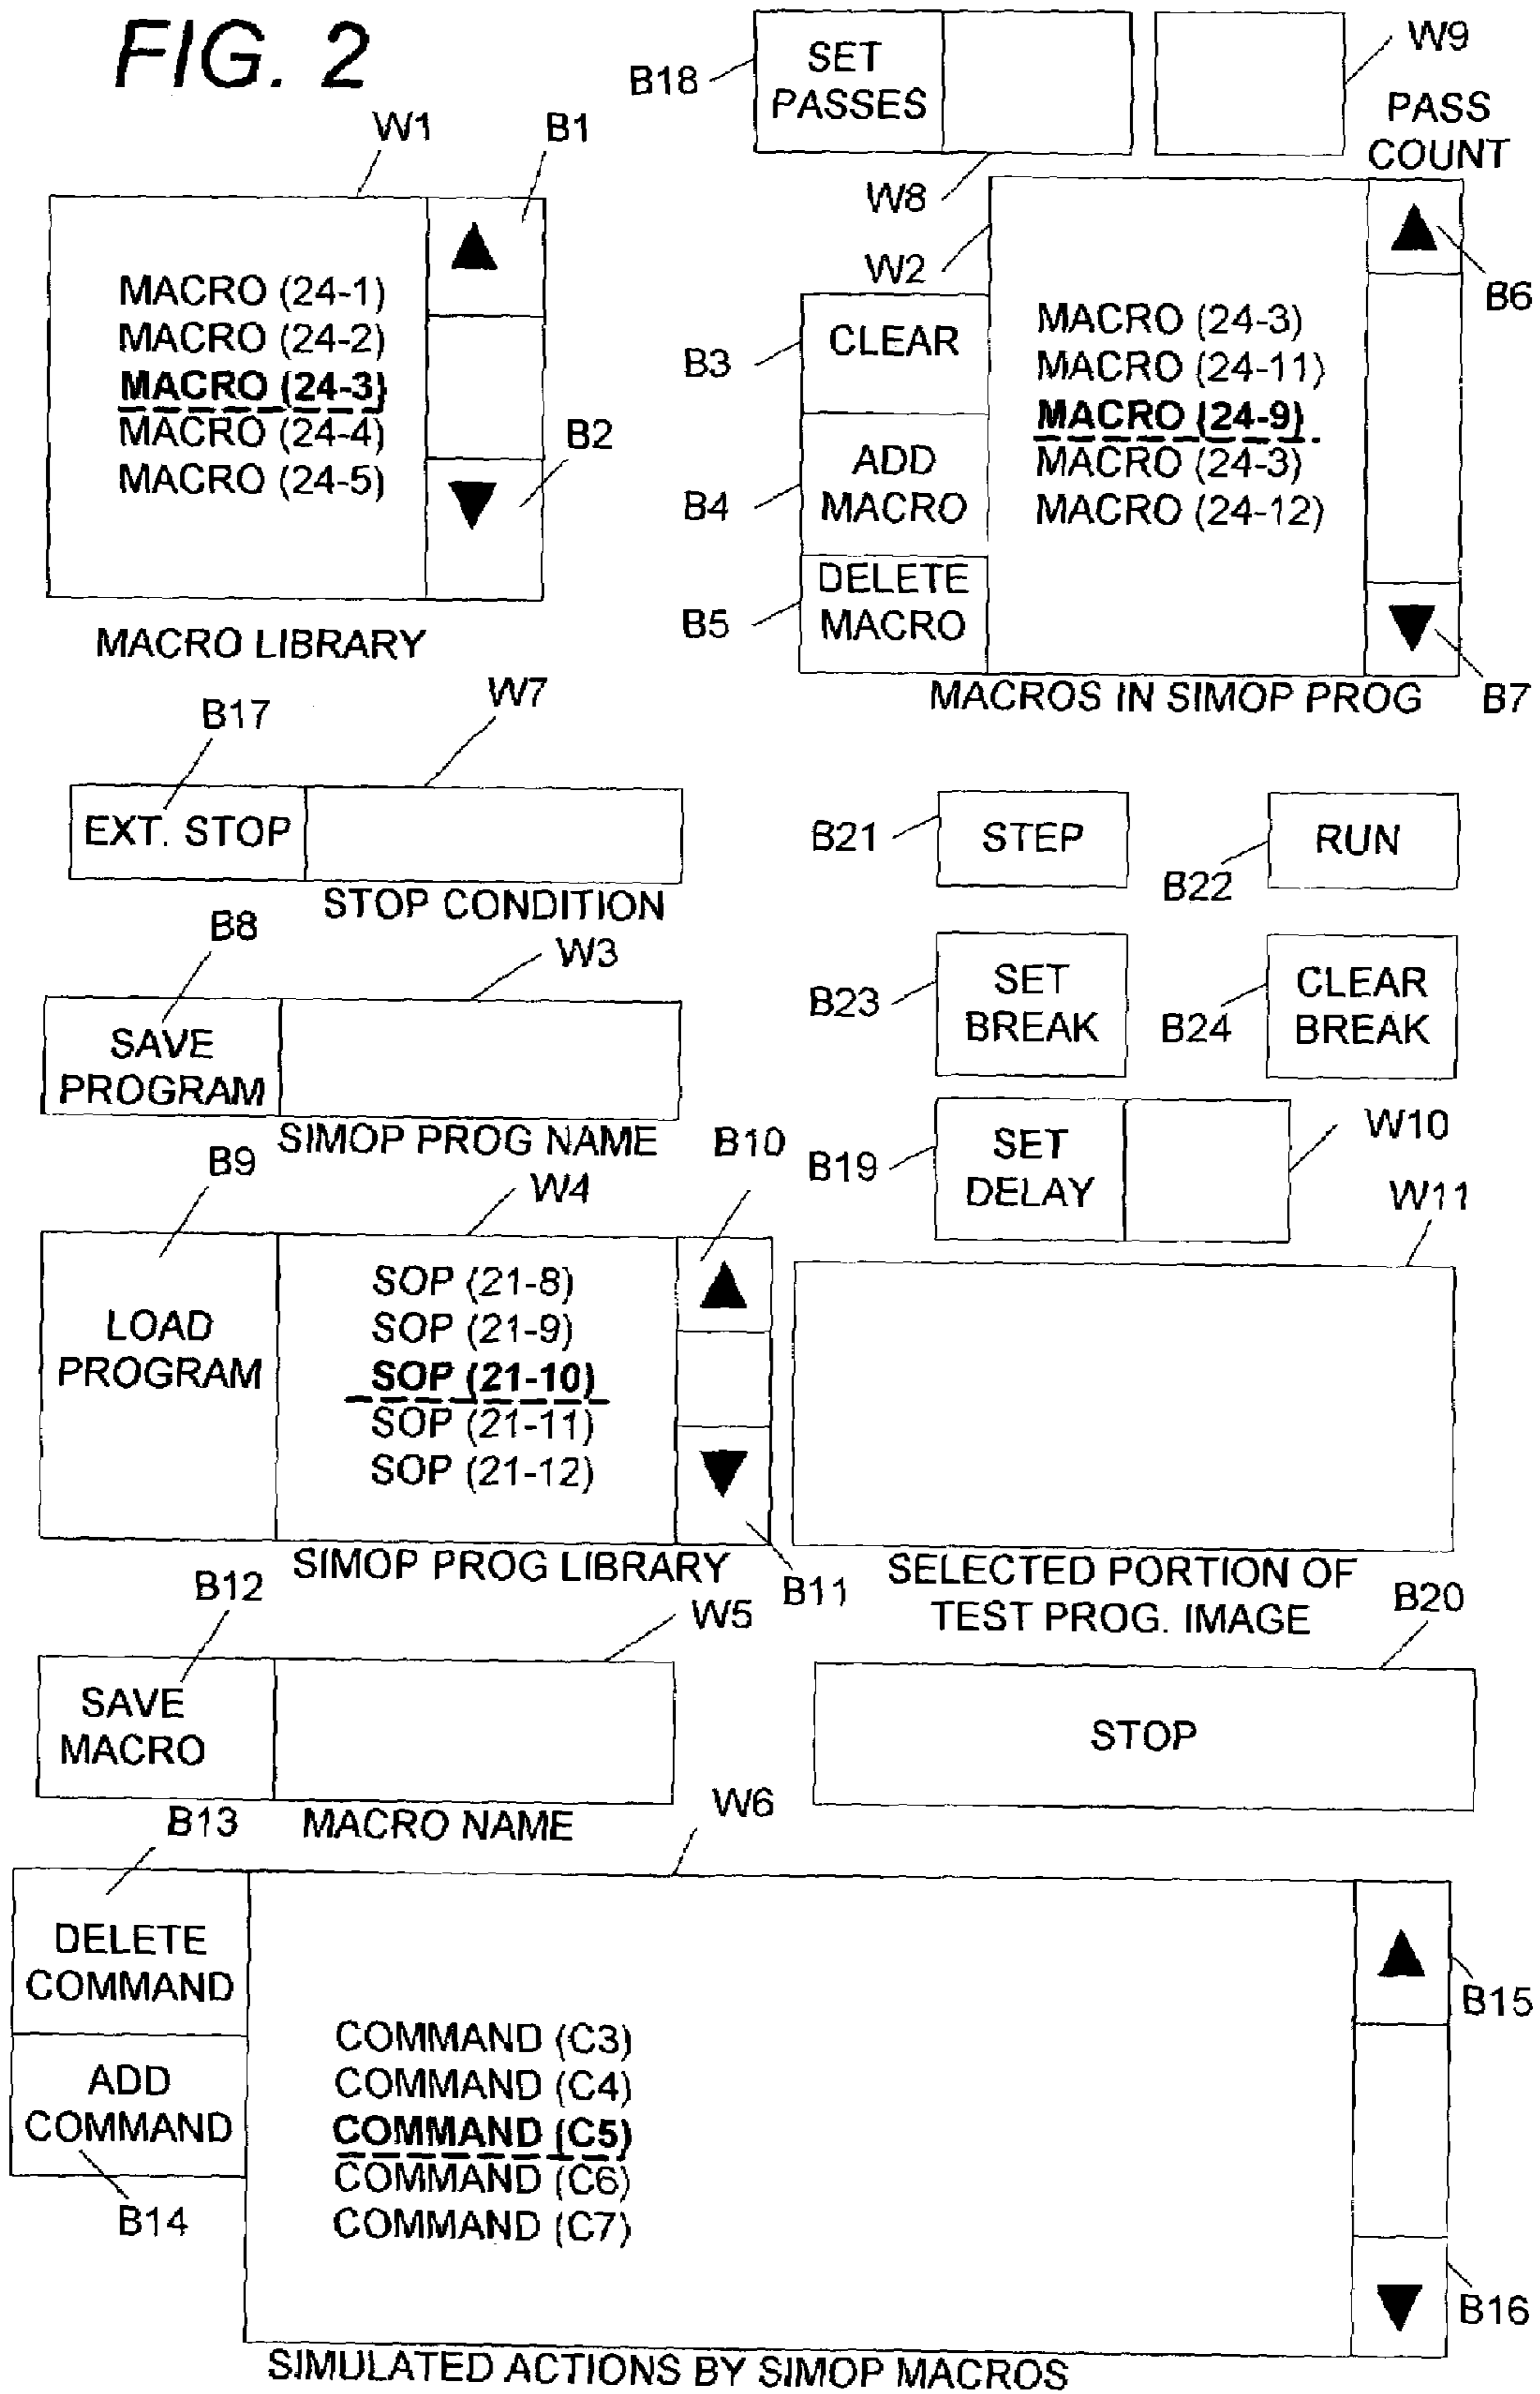 FIG. 2
B18
SET
PASSES
W9
PASS
COUNT
W8
W1
B1
MACRO (24-1)
MACRO (24-2)
MACRO (24-3)
MACRO (24-4)
MACRO (24-5)
B2
MACRO LIBRARY
W2
B3
CLEAR
B4
ADD
MACRO
B5
DELETE
MACRO
MACRO (24-3)
MACRO (24-11)
MACRO (24-9)
MACRO (24-3)
MACRO (24-12)
B6
B7
MACROS IN SIMOP PROG
B17
W7
EXT. STOP
STOP CONDITION
B21
STEP
B22
RUN
B8
W3
SAVE
PROGRAM
SIMOP PROG NAME
B23
SET
BREAK
B24
CLEAR
BREAK
B19
SET
DELAY
W10
B9
W4
B10
LOAD
PROGRAM
SOP (21-8)
SOP (21-9)
SOP (21-10)
SOP (21-11)
SOP (21-12)
B11
SIMOP PROG LIBRARY
W11
SELECTED PORTION OF
TEST PROG. IMAGE
B12
W5
SAVE
MACRO
MACRO NAME
B20
STOP
B13
W6
DELETE
COMMAND
ADD
COMMAND
B14
COMMAND (C3)
COMMAND (C4)
COMMAND (C5)
COMMAND (C6)
COMMAND (C7)
B15
B16
SIMULATED ACTIONS BY SIMOP MACROS